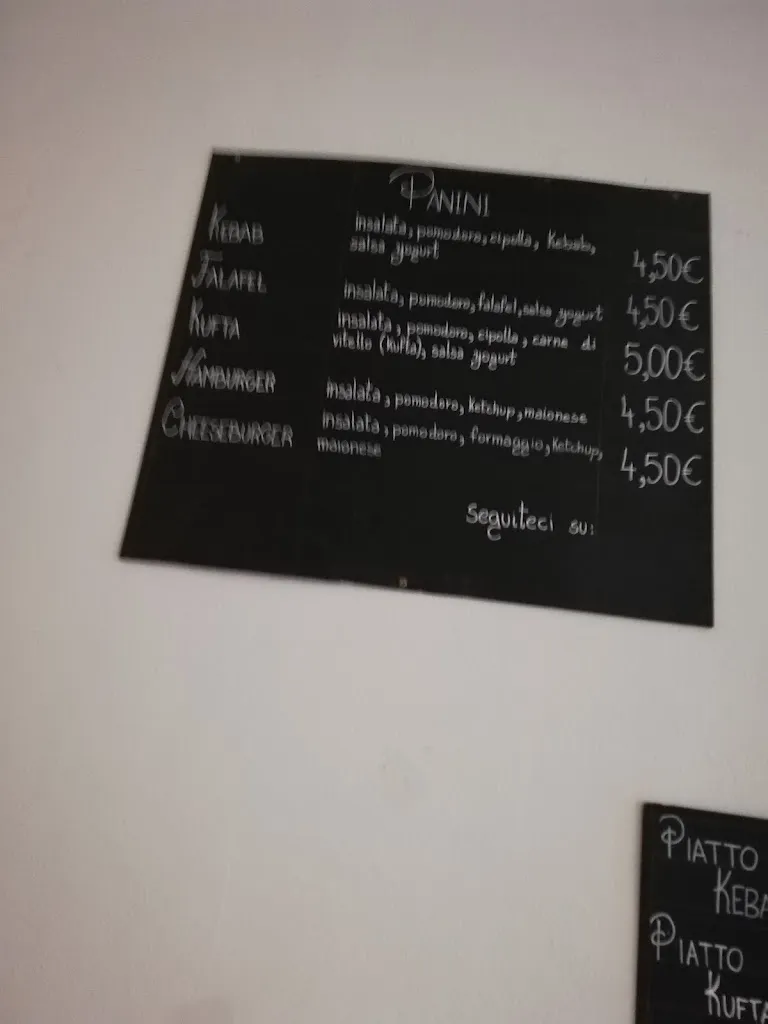 PANINI
KEBAB insalata, pomodoro, cipolla, Kebab, salsa yogurt 4,50€
FALAFEL insalata, pomodoro, falafel, salsa yogurt 4,50€
KUFTA insalata, pomodoro, cipolla, carne di vitello (kufta), salsa yogurt 5,00€
HAMBURGER insalata, pomodoro, Ketchup, maionese 4,50€
CHEESEBURGER insalata, pomodoro, formaggio, Ketchup, maionese 4,50€
Seguiteci su:
PIATTO
KEBA
PIATTO
KUFTA